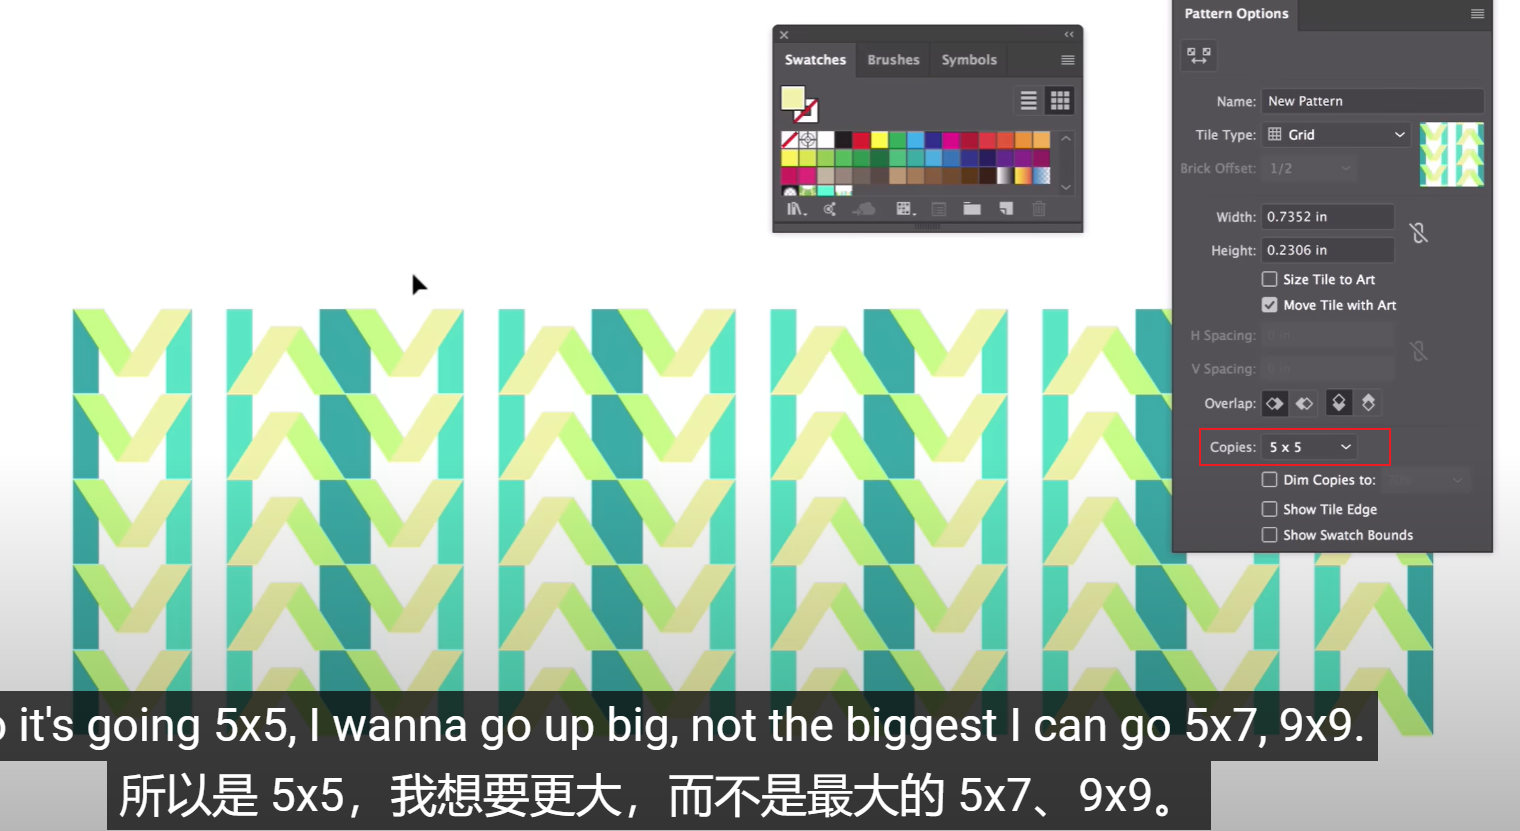 Pattern Options
Swatches
Brushes
Symbols
Name: New Pattern
Tile Type: Grid
Brick Offset: 1/2
Width: 0.7352 in
Height: 0.2306 in
Size Tile to Art
Move Tile with Art
H Spacing: 0 in
V Spacing: 0 in
Overlap:
Copies: 5 x 5
Dim Copies to:
Show Tile Edge
Show Swatch Bounds
it's going 5x5, I wanna go up big, not the biggest I can go 5x7, 9x9.
所以是 5x5，我想要更大，而不是最大的 5x7、9x9。